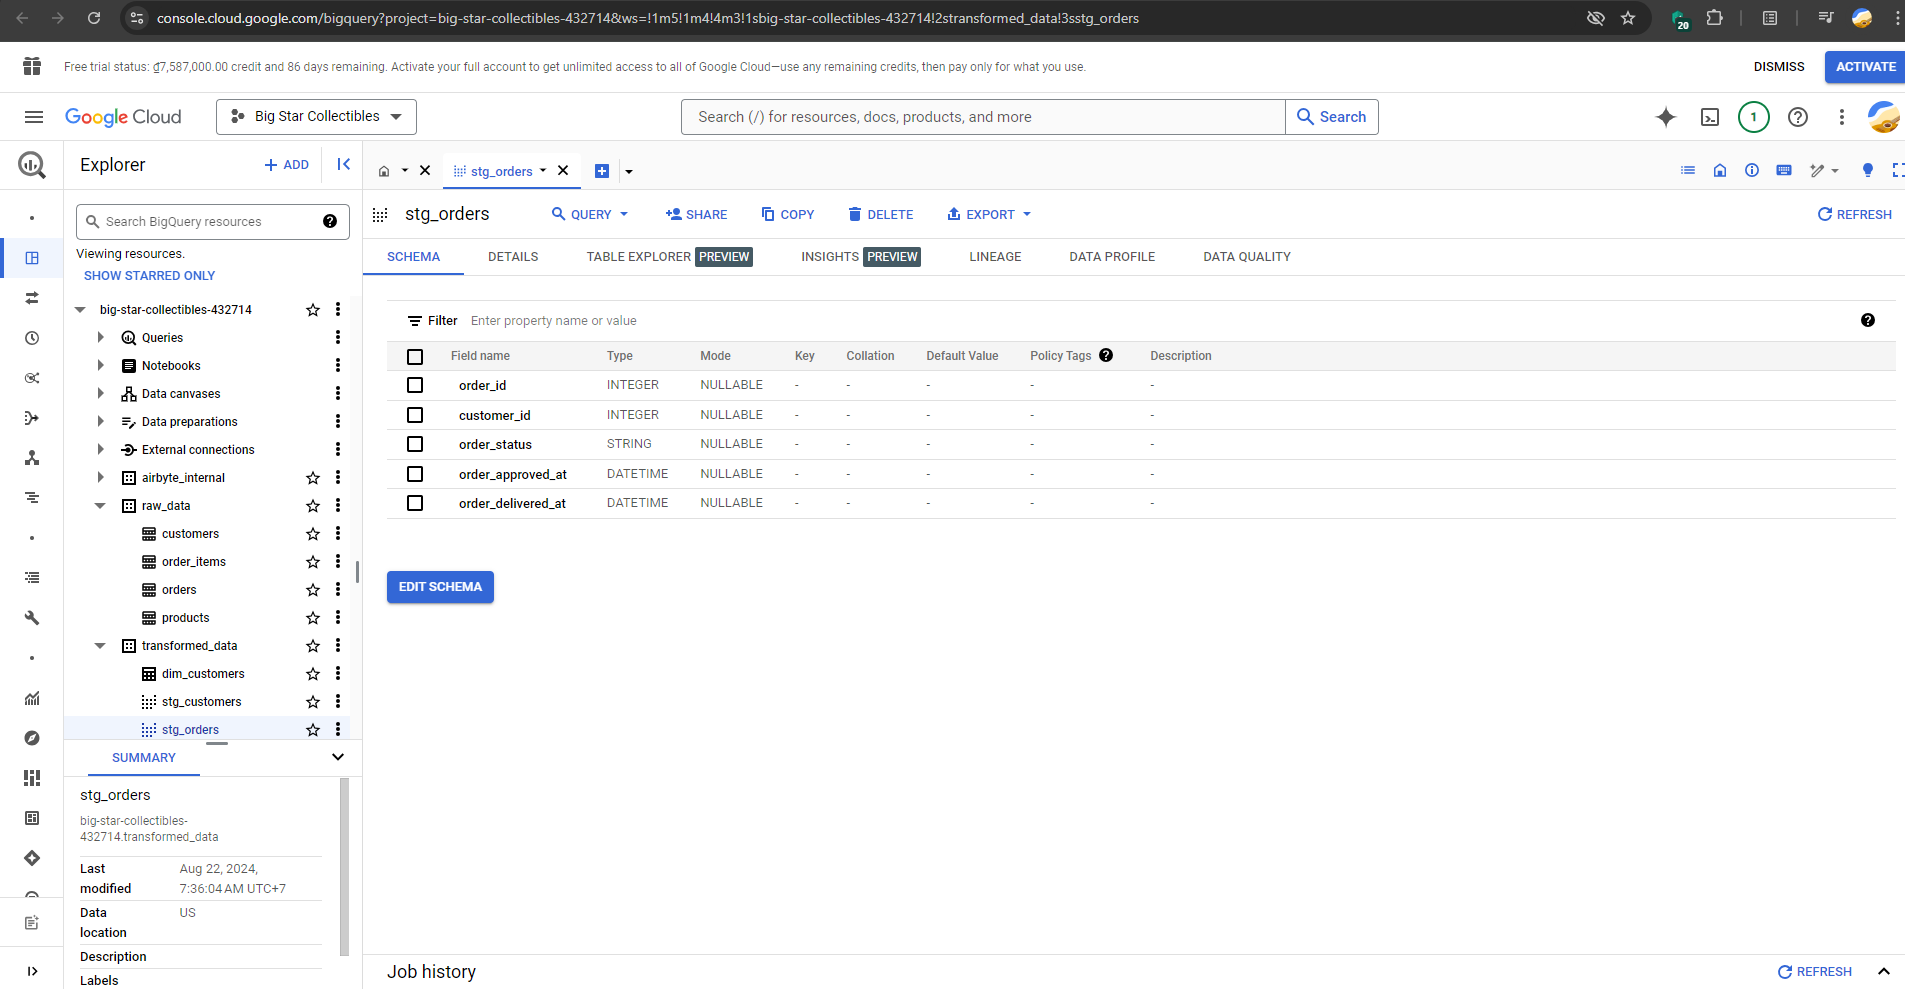 console.cloud.google.com/bigquery?project=big-star-collectibles-432714&ws=!1m5!1m4!4m3!1sbig-star-collectibles-432714!2stransformed_data!3sstg_orders
20
Free trial status: ₫7,587,000.00 credit and 86 days remaining. Activate your full account to get unlimited access to all of Google Cloud—use any remaining credits, then pay only for what you use.
DISMISS
ACTIVATE
Google Cloud
Big Star Collectibles
Search (/) for resources, docs, products, and more
Search
1
Explorer
+ ADD
stg_orders
Search BigQuery resources
Viewing resources.
SHOW STARRED ONLY
big-star-collectibles-432714
Queries
Notebooks
Data canvases
Data preparations
External connections
airbyte_internal
raw_data
customers
order_items
orders
products
transformed_data
dim_customers
stg_customers
stg_orders
SUMMARY
stg_orders
big-star-collectibles-
432714.transformed_data
Last modified Aug 22, 2024, 7:36:04 AM UTC+7
Data location US
Description
Labels
stg_orders
QUERY
SHARE
COPY
DELETE
EXPORT
REFRESH
SCHEMA
DETAILS
TABLE EXPLORER PREVIEW
INSIGHTS PREVIEW
LINEAGE
DATA PROFILE
DATA QUALITY
Filter Enter property name or value
Field name Type Mode Key Collation Default Value Policy Tags Description
order_id INTEGER NULLABLE - - - - -
customer_id INTEGER NULLABLE - - - - -
order_status STRING NULLABLE - - - - -
order_approved_at DATETIME NULLABLE - - - - -
order_delivered_at DATETIME NULLABLE - - - - -
EDIT SCHEMA
Job history
REFRESH